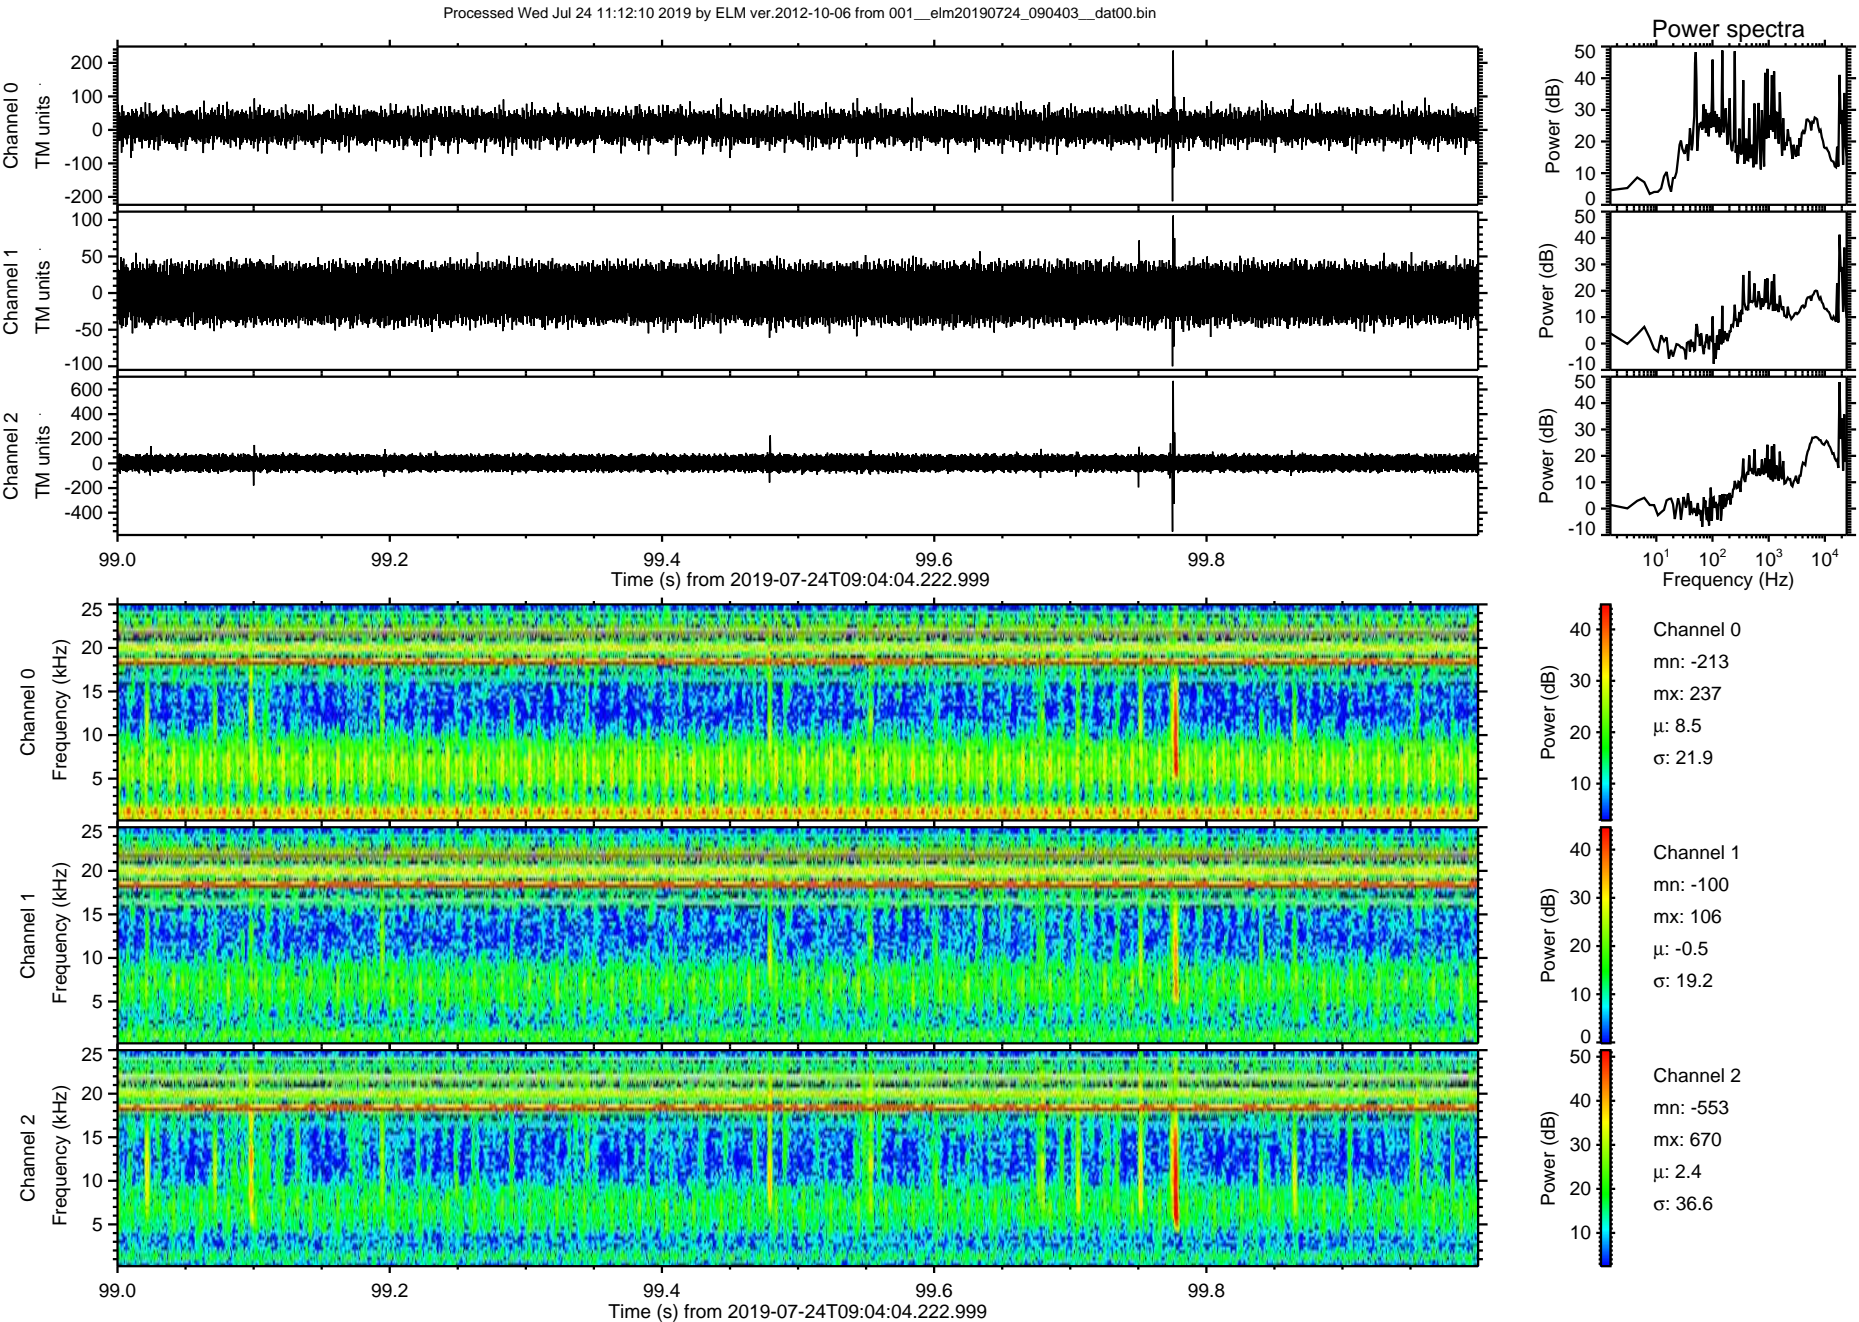 Processed Wed Jul 24 11:12:10 2019 by ELM ver.2012-10-06 from 001__elm20190724_090403__dat00.bin
Power spectra
Channel 0
TM units
200
100
0
-100
-200
Power (dB)
50
40
30
20
10
0
Channel 1
TM units
100
50
0
-50
-100
Power (dB)
50
40
30
20
10
0
-10
Channel 2
TM units
600
400
200
0
-200
-400
Power (dB)
50
40
30
20
10
0
-10
99.0 99.2 99.4 99.6 99.8
Time (s) from 2019-07-24T09:04:04.222.999
10¹ 10² 10³ 10⁴
Frequency (Hz)
Channel 0
Frequency (kHz)
25
20
15
10
5
Power (dB)
40
30
20
10
Channel 0
mn: -213
mx: 237
µ: 8.5
σ: 21.9
Channel 1
Frequency (kHz)
25
20
15
10
5
Power (dB)
40
30
20
10
0
Channel 1
mn: -100
mx: 106
µ: -0.5
σ: 19.2
Channel 2
Frequency (kHz)
25
20
15
10
5
Power (dB)
50
40
30
20
10
Channel 2
mn: -553
mx: 670
µ: 2.4
σ: 36.6
99.0 99.2 99.4 99.6 99.8
Time (s) from 2019-07-24T09:04:04.222.999